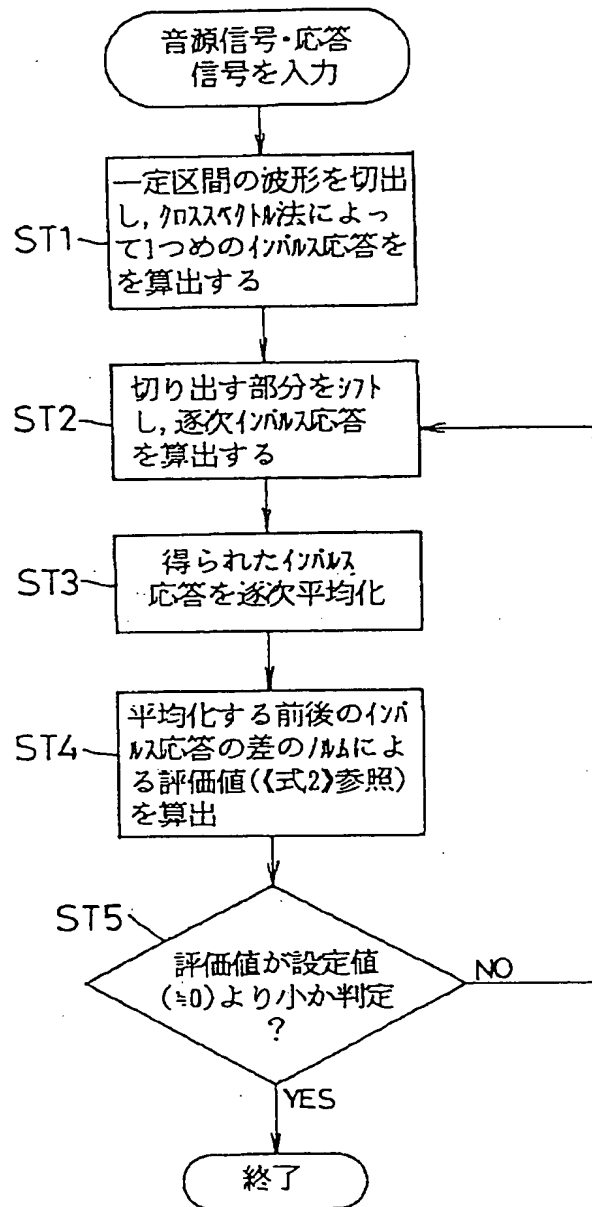 音源信号・応答
信号を入力
ST1
一定区間の波形を切出
し,クロススペクトル法によっ
て1つめのインパルス応答を
を算出する
ST2
切り出す部分をシフト
し,逐次インパルス応答
を算出する
ST3
得られたインパルス
応答を逐次平均化
ST4
平均化する前後のインパ
ルス応答の差のノルムによ
る評価値(《式2》参照)
を算出
ST5
評価値が設定値
(≒0)より小か判定
?
NO
YES
終了